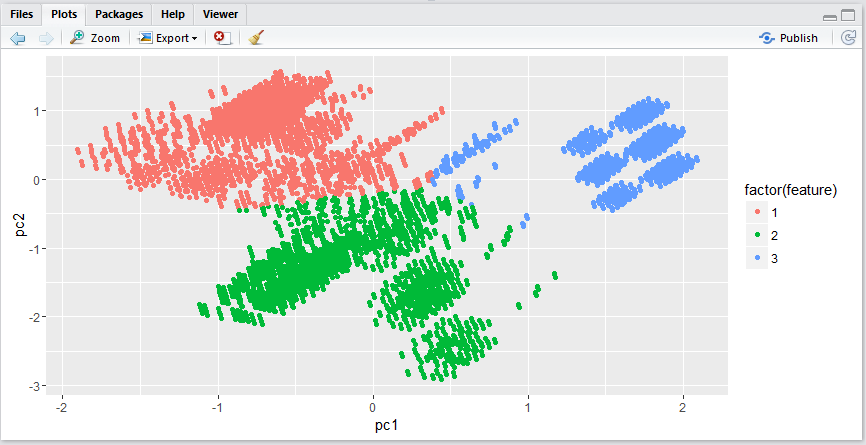 Files Plots Packages Help Viewer
Zoom Export Publish
pc2
1
0
-1
-2
-3
-2 -1 0 1 2
pc1
factor(feature)
1
2
3